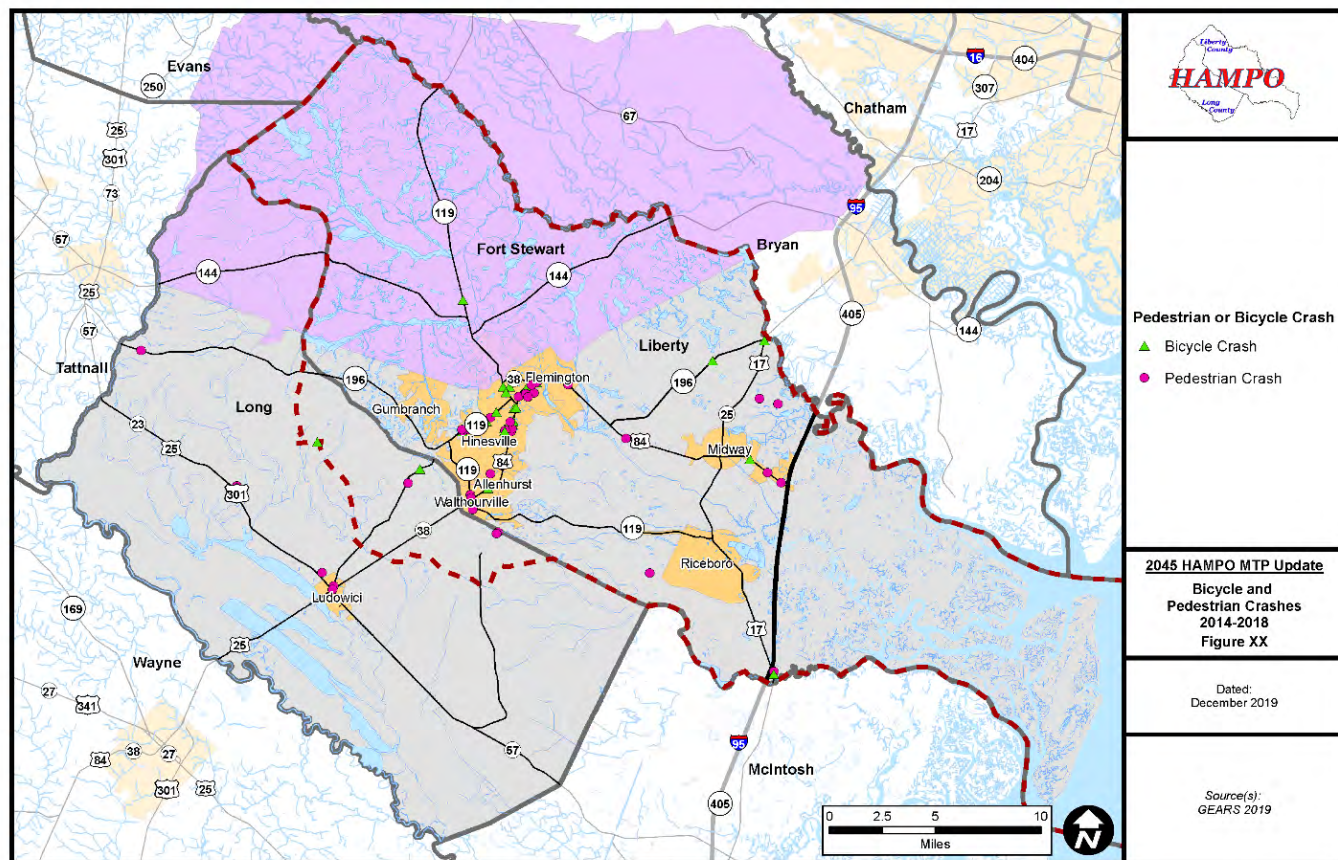 Evans
250
25
301
73
57
25
57
Tattnall
144
119
Fort Stewart
144
67
16
404
307
Chatham
17
204
95
Bryan
405
144
Liberty
17
196
25
196
Long
Gumbranch
38
Flemington
119
Hinesville
84
84
Midway
119
Allenhurst
Walthourville
23
25
301
38
119
Riceboro
Ludowici
17
25
169
Wayne
27
341
84
38
27
301
25
57
95
McIntosh
405
0 2.5 5 10
Miles
N
Liberty
County
HAMPO
Long
County
Pedestrian or Bicycle Crash
Bicycle Crash
Pedestrian Crash
2045 HAMPO MTP Update
Bicycle and
Pedestrian Crashes
2014-2018
Figure XX
Dated:
December 2019
Source(s):
GEARS 2019